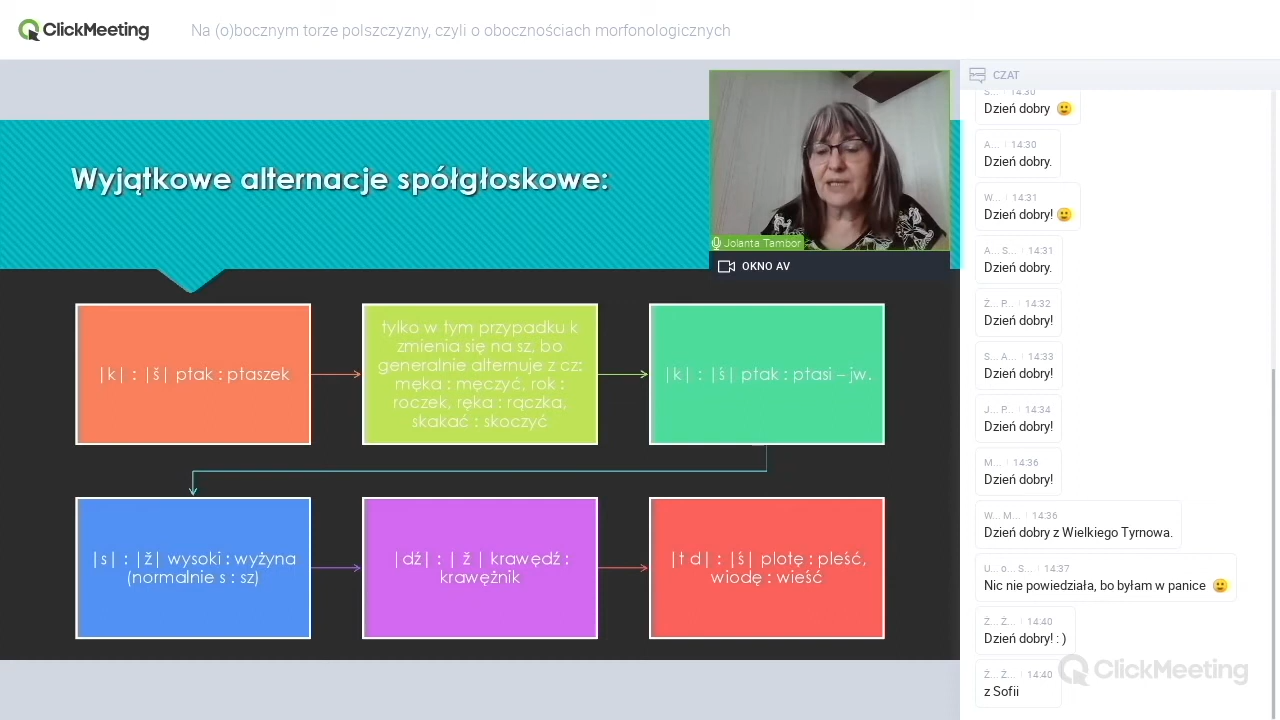 ClickMeeting
Na (o)bocznym torze polszczyzny, czyli o obocznościach morfonologicznych
Wyjątkowe alternacje spółgłoskowe:
|k| : |š| ptak : ptaszek
tylko w tym przypadku k
zmienia się na sz, bo
generalnie alternuje z cz:
męka : męczyć, rok :
roczek, ręka : rączka,
skakać : skoczyć
|k| : |ś| ptak : ptasi – jw.
|s| : |ž| wysoki : wyżyna
(normalnie s : sz)
|dź| : | ž | krawędź :
krawężnik
|t d| : |ś| plotę : pleść,
wiodę : wieść
Jolanta Tambor
OKNO AV
CZAT
S... 14:30
Dzień dobry 🙂
A... 14:30
Dzień dobry.
W... 14:31
Dzień dobry! 🙂
A... S... 14:31
Dzień dobry.
Ż... P... 14:32
Dzień dobry!
S... A... 14:33
Dzień dobry!
J... P... 14:34
Dzień dobry!
M... 14:36
Dzień dobry!
W... M... 14:36
Dzień dobry z Wielkiego Tyrnowa.
U... o... S... 14:37
Nic nie powiedziała, bo byłam w panice 🙂
Ż... Ż... 14:40
Dzień dobry! : )
Ż... Ż... 14:40
z Sofii
ClickMeeting